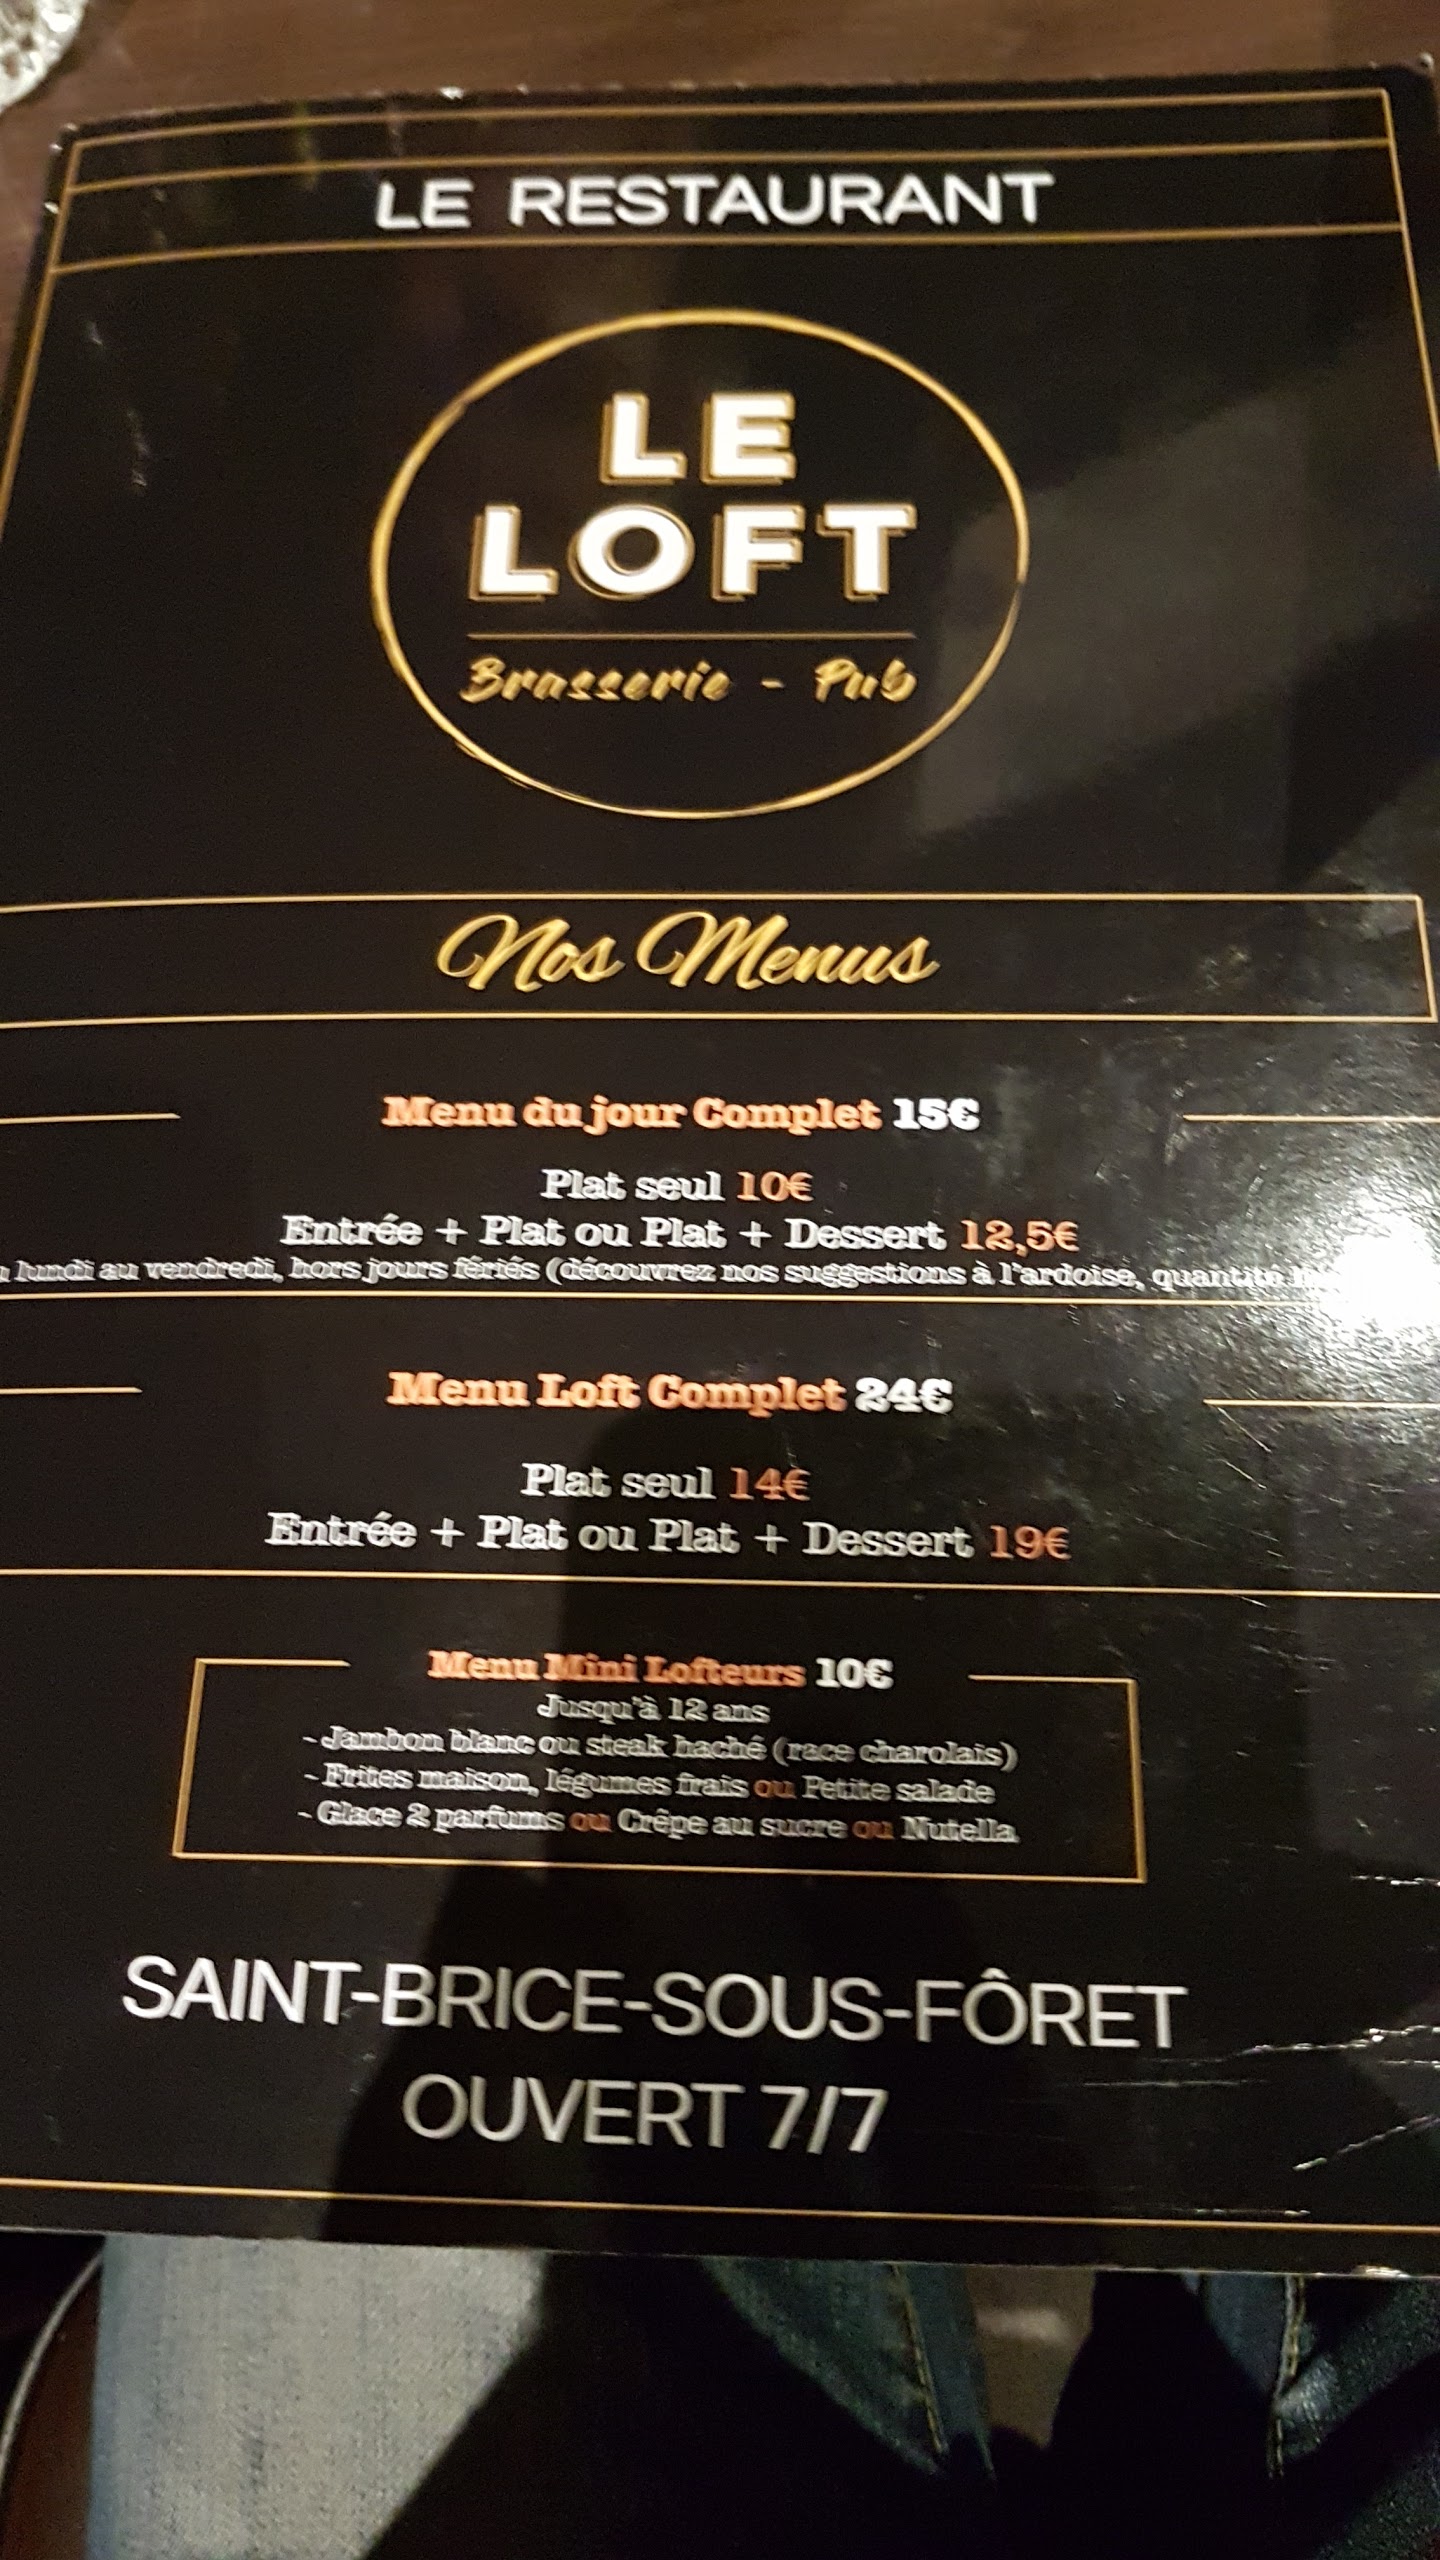 LE RESTAURANT
LE
LOFT
Brasserie - Pub
Nos Menus
Menu du jour Complet 15€
Plat seul 10€
Entrée + Plat ou Plat + Dessert 12,5€
lundi au vendredi, hors jours fériés (découvrez nos suggestions à l'ardoise, quantité
Menu Loft Complet 24€
Plat seul 14€
Entrée + Plat ou Plat + Dessert 19€
Menu Mini Lofteurs 10€
Jusqu'à 12 ans
- Jambon blanc ou steak haché (race charolais)
- Frites maison, légumes frais ou Petite salade
- Glace 2 parfums ou Crêpe au sucre ou Nutella
SAINT-BRICE-SOUS-FÔRET
OUVERT 7/7